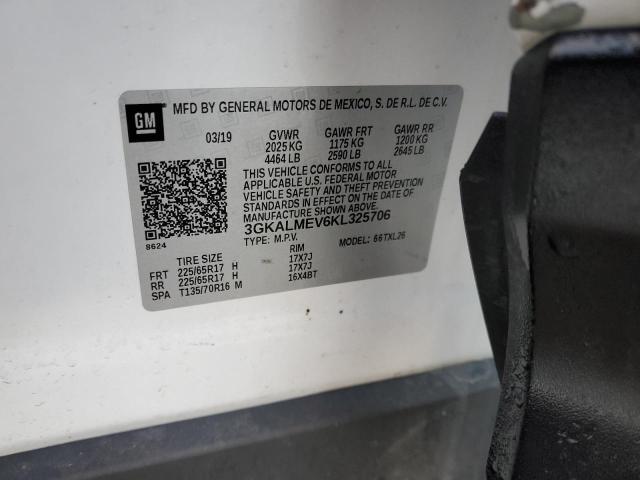 GM
MFD BY GENERAL MOTORS DE MEXICO, S. DE R.L. DE C.V.
03/19 GVWR GAWR FRT GAWR RR
2025 KG 1175 KG 1200 KG
4464 LB 2590 LB 2645 LB
THIS VEHICLE CONFORMS TO ALL
APPLICABLE U.S. FEDERAL MOTOR
VEHICLE SAFETY AND THEFT PREVENTION
STANDARDS IN EFFECT ON THE DATE OF
MANUFACTURE SHOWN ABOVE.
3GKALMEV6KL325706
8624
TYPE: M.P.V. MODEL: 66TXL26
TIRE SIZE RIM
FRT 225/65R17 H 17X7J
RR 225/65R17 H 17X7J
SPA T135/70R16 M 16X4BT